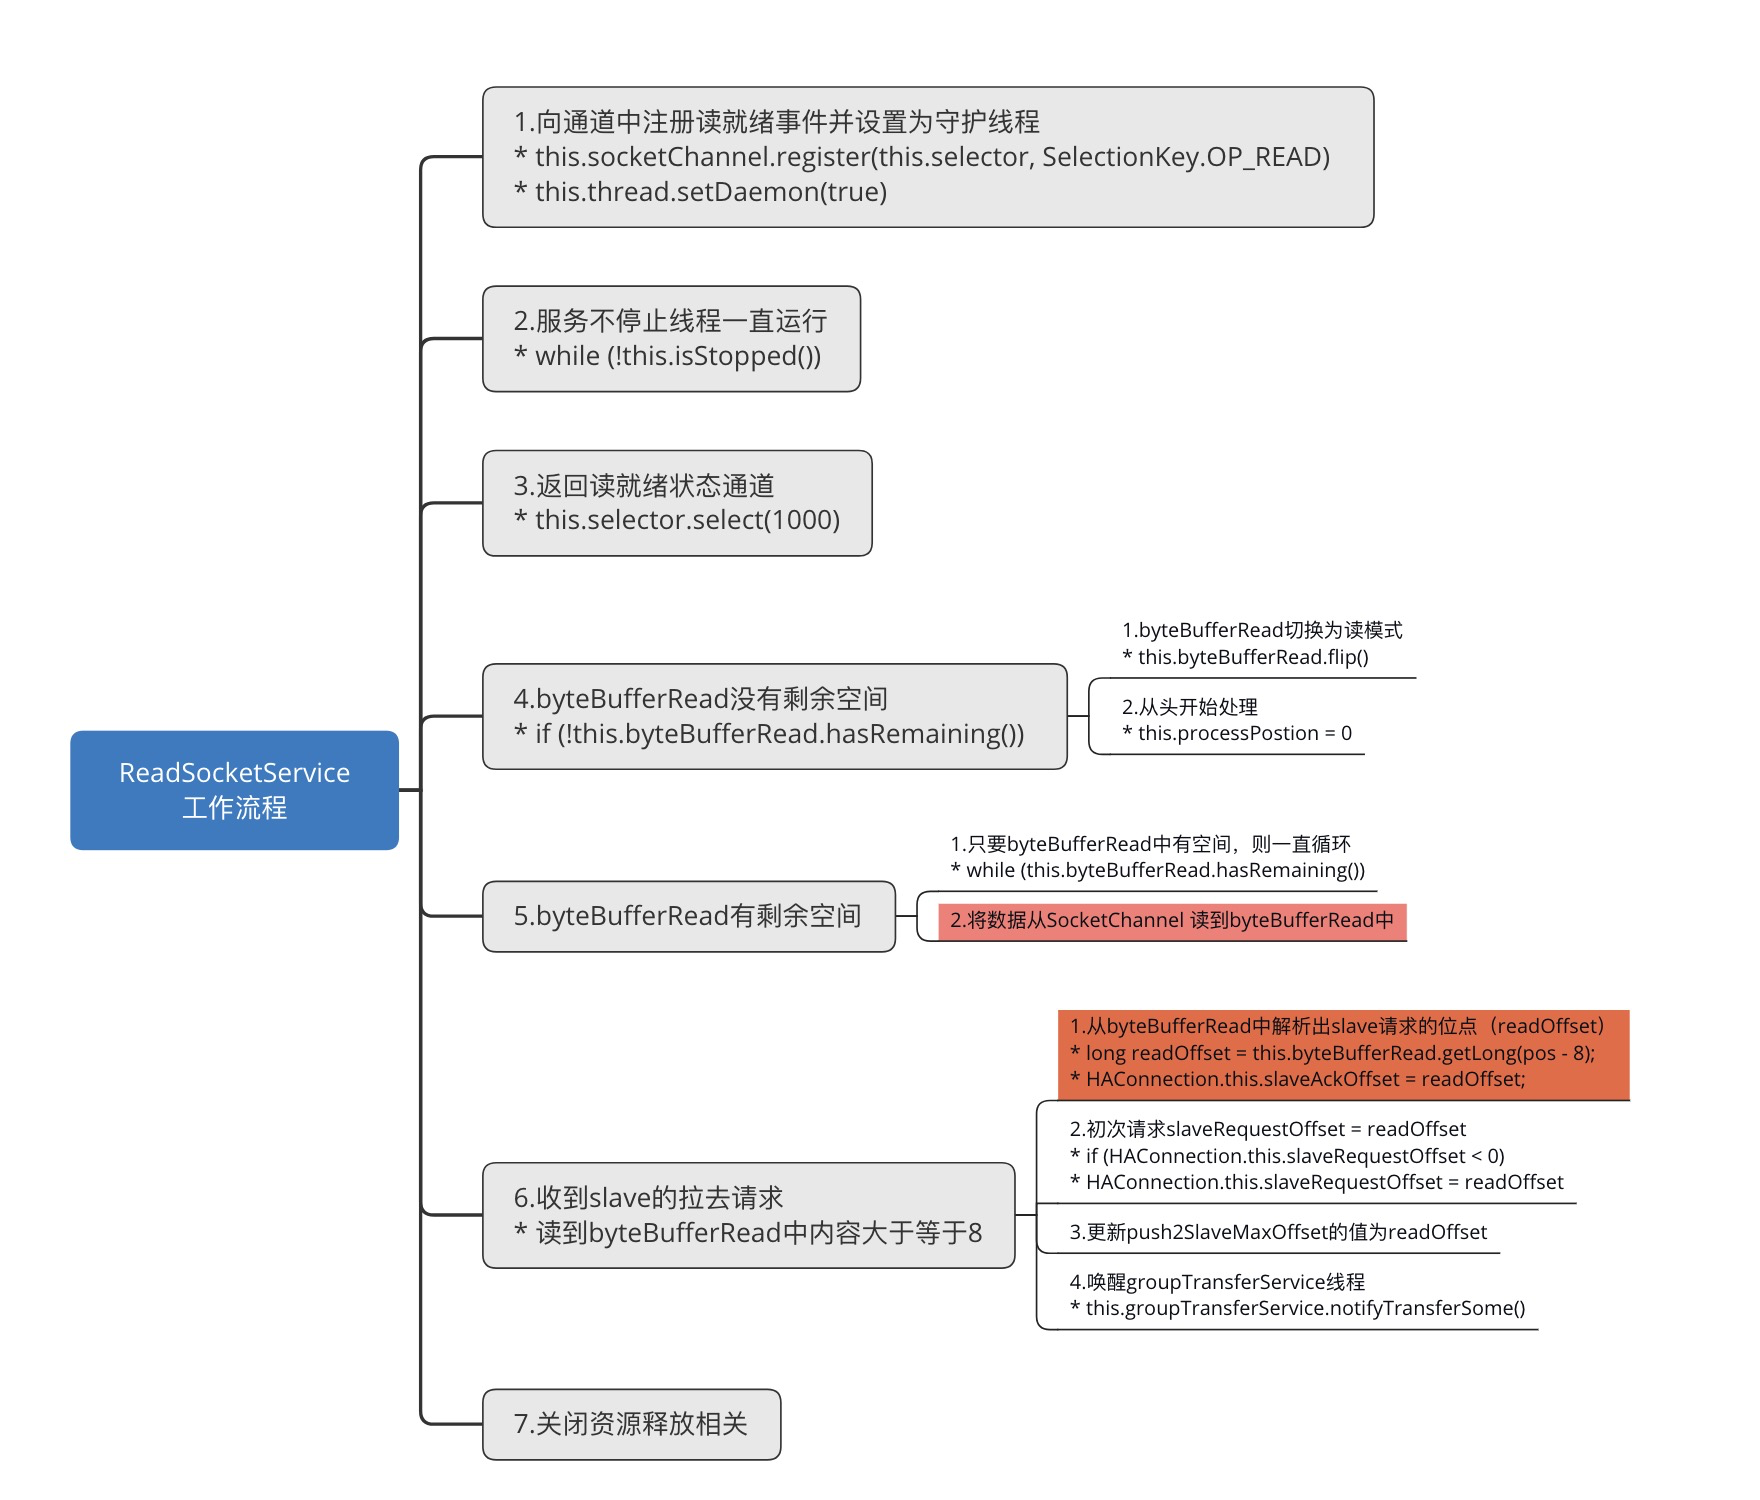 ReadSocketService
工作流程
1.向通道中注册读就绪事件并设置为守护线程
* this.socketChannel.register(this.selector, SelectionKey.OP_READ)
* this.thread.setDaemon(true)
2.服务不停止线程一直运行
* while (!this.isStopped())
3.返回读就绪状态通道
* this.selector.select(1000)
4.byteBufferRead没有剩余空间
* if (!this.byteBufferRead.hasRemaining())
1.byteBufferRead切换为读模式
* this.byteBufferRead.flip()
2.从头开始处理
* this.processPostion = 0
5.byteBufferRead有剩余空间
1.只要byteBufferRead中有空间，则一直循环
* while (this.byteBufferRead.hasRemaining())
2.将数据从SocketChannel 读到byteBufferRead中
6.收到slave的拉去请求
* 读到byteBufferRead中内容大于等于8
1.从byteBufferRead中解析出slave请求的位点（readOffset）
* long readOffset = this.byteBufferRead.getLong(pos - 8);
* HAConnection.this.slaveAckOffset = readOffset;
2.初次请求slaveRequestOffset = readOffset
* if (HAConnection.this.slaveRequestOffset < 0)
* HAConnection.this.slaveRequestOffset = readOffset
3.更新push2SlaveMaxOffset的值为readOffset
4.唤醒groupTransferService线程
* this.groupTransferService.notifyTransferSome()
7.关闭资源释放相关